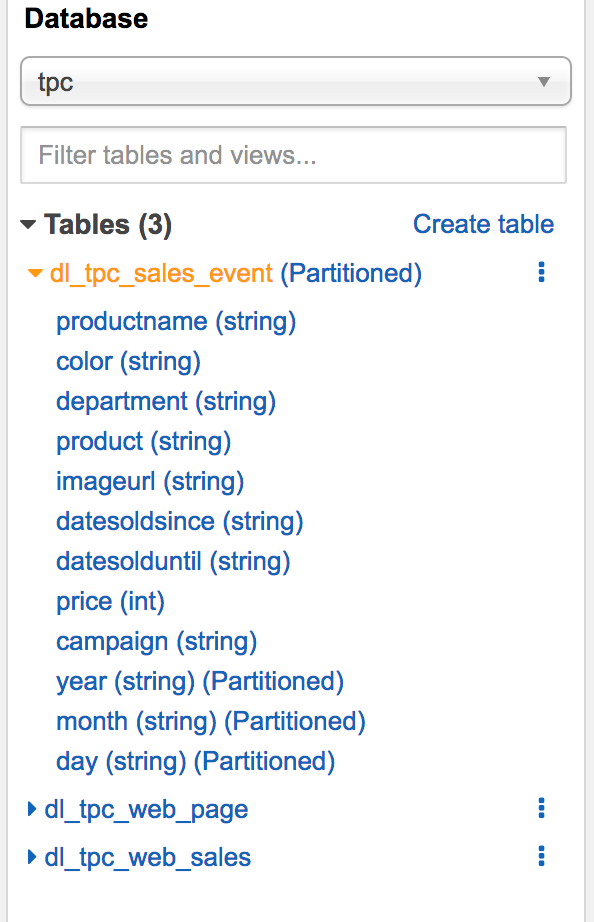 Database
tpc
Filter tables and views...
Tables (3) Create table
dl_tpc_sales_event (Partitioned)
productname (string)
color (string)
department (string)
product (string)
imageurl (string)
datesoldsince (string)
datesolduntil (string)
price (int)
campaign (string)
year (string) (Partitioned)
month (string) (Partitioned)
day (string) (Partitioned)
dl_tpc_web_page
dl_tpc_web_sales